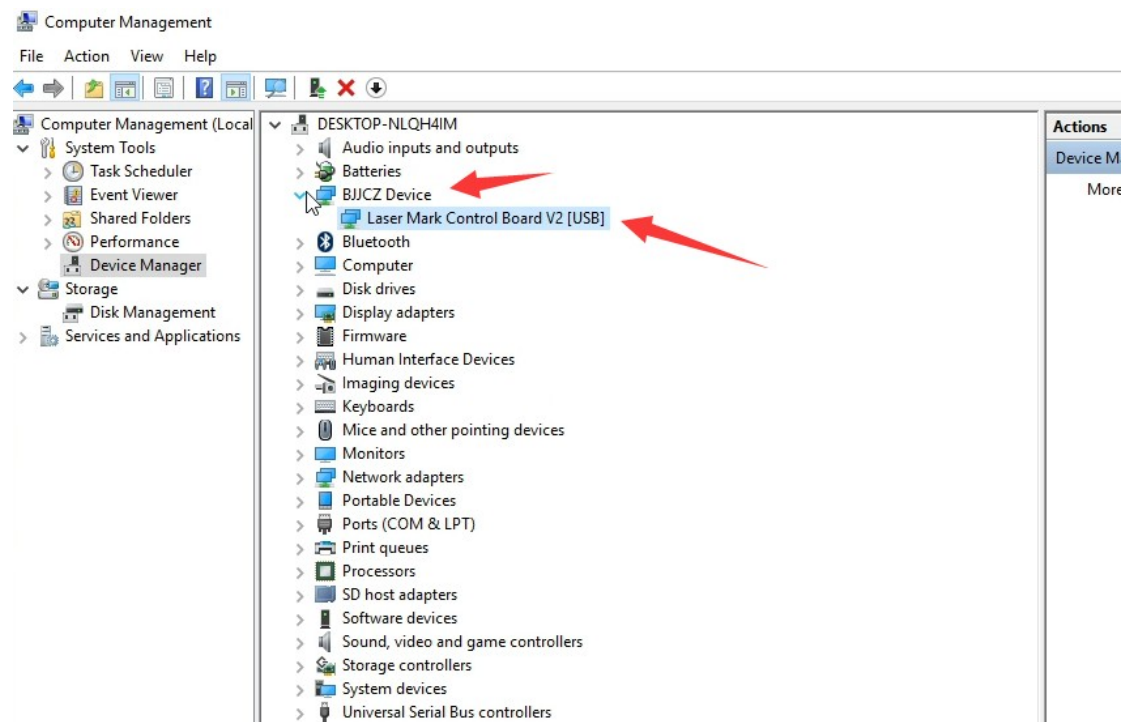 Computer Management
File Action View Help
Computer Management (Local
System Tools
Task Scheduler
Event Viewer
Shared Folders
Performance
Device Manager
Storage
Disk Management
Services and Applications
DESKTOP-NLQH4IM
Audio inputs and outputs
Batteries
BJJCZ Device
Laser Mark Control Board V2 [USB]
Bluetooth
Computer
Disk drives
Display adapters
Firmware
Human Interface Devices
Imaging devices
Keyboards
Mice and other pointing devices
Monitors
Network adapters
Portable Devices
Ports (COM & LPT)
Print queues
Processors
SD host adapters
Software devices
Sound, video and game controllers
Storage controllers
System devices
Universal Serial Bus controllers
Actions
Device M
More